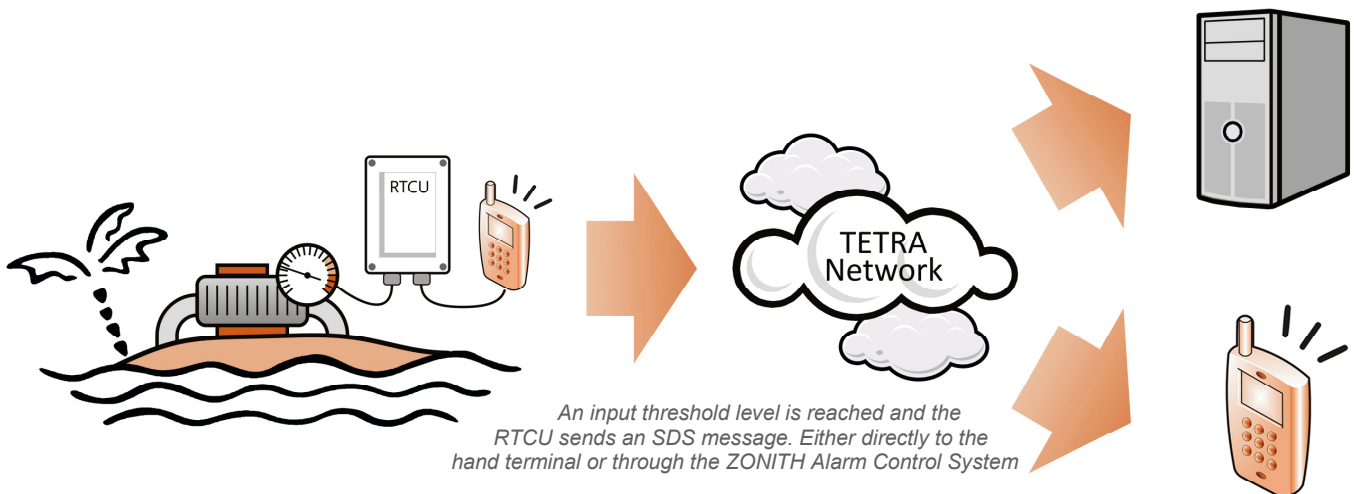 RTCU
TETRA
Network
An input threshold level is reached and the
RTCU sends an SDS message. Either directly to the
hand terminal or through the ZONITH Alarm Control System